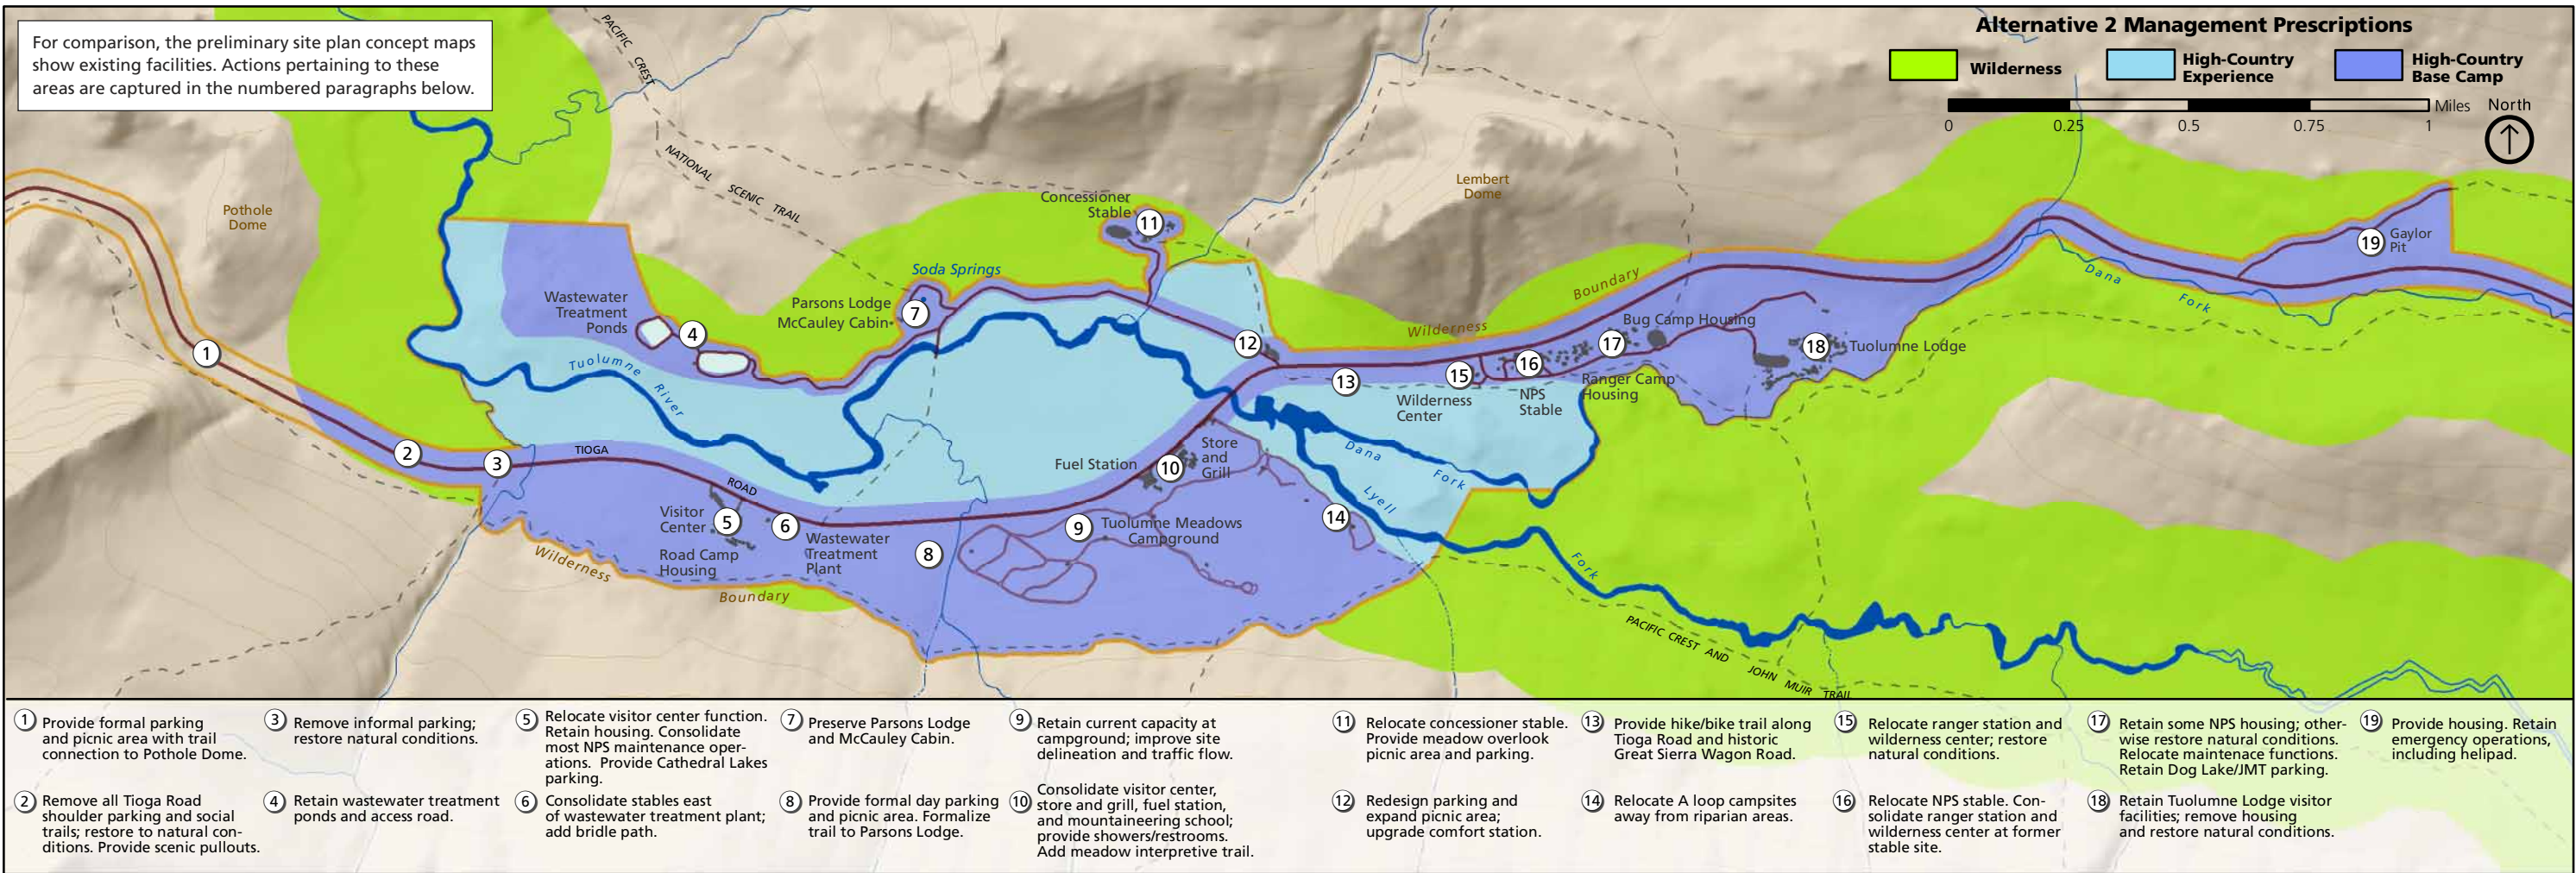 For comparison, the preliminary site plan concept maps
show existing facilities. Actions pertaining to these
areas are captured in the numbered paragraphs below.
Alternative 2 Management Prescriptions
Wilderness
High-Country
Experience
High-Country
Base Camp
Miles
0
0.25
0.5
0.75
1
North
PACIFIC CREST
NATIONAL SCENIC TRAIL
Pothole
Dome
Lembert
Dome
Concessioner
Stable
11
Soda Springs
Parsons Lodge
McCauley Cabin
7
Wastewater
Treatment
Ponds
4
1
Tuolumne River
12
Wilderness Boundary
Bug Camp Housing
17
18
Tuolumne Lodge
19
Gaylor
Pit
Dana Fork
13
15
16
Wilderness
Center
NPS
Stable
Ranger Camp
Housing
2
3
TIOGA ROAD
Fuel Station
10
Store
and
Grill
Dana Fork
Lyell Fork
Visitor
Center
5
6
Road Camp
Housing
Wastewater
Treatment
Plant
8
9
Tuolumne Meadows
Campground
14
Wilderness Boundary
PACIFIC CREST AND JOHN MUIR TRAIL
1 Provide formal parking
and picnic area with trail
connection to Pothole Dome.
2 Remove all Tioga Road
shoulder parking and social
trails; restore to natural con-
ditions. Provide scenic pullouts.
3 Remove informal parking;
restore natural conditions.
4 Retain wastewater treatment
ponds and access road.
5 Relocate visitor center function.
Retain housing. Consolidate
most NPS maintenance oper-
ations. Provide Cathedral Lakes
parking.
6 Consolidate stables east
of wastewater treatment plant;
add bridle path.
7 Preserve Parsons Lodge
and McCauley Cabin.
8 Provide formal day parking
and picnic area. Formalize
trail to Parsons Lodge.
9 Retain current capacity at
campground; improve site
delineation and traffic flow.
10 Consolidate visitor center,
store and grill, fuel station,
and mountaineering school;
provide showers/restrooms.
Add meadow interpretive trail.
11 Relocate concessioner stable.
Provide meadow overlook
picnic area and parking.
12 Redesign parking and
expand picnic area;
upgrade comfort station.
13 Provide hike/bike trail along
Tioga Road and historic
Great Sierra Wagon Road.
14 Relocate A loop campsites
away from riparian areas.
15 Relocate ranger station and
wilderness center; restore
natural conditions.
16 Relocate NPS stable. Con-
solidate ranger station and
wilderness center at former
stable site.
17 Retain some NPS housing; other-
wise restore natural conditions.
Relocate maintenace functions.
Retain Dog Lake/JMT parking.
18 Retain Tuolumne Lodge visitor
facilities; remove housing
and restore natural conditions.
19 Provide housing. Retain
emergency operations,
including helipad.